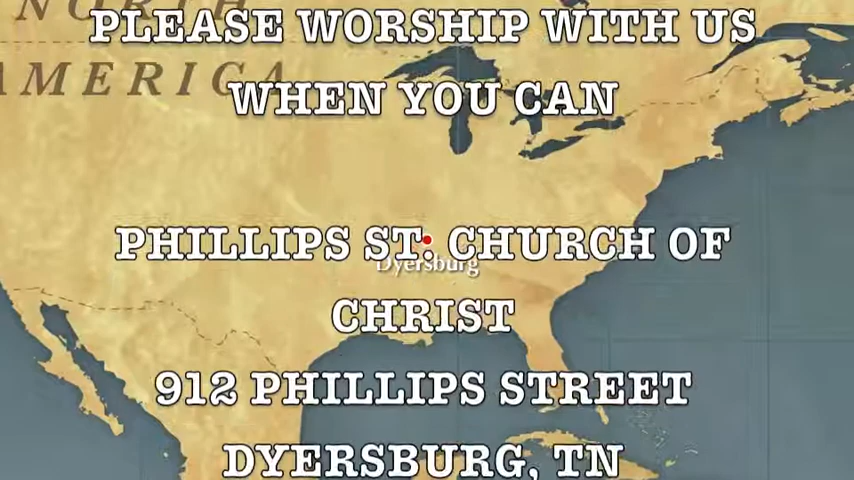 NORTH
PLEASE WORSHIP WITH US
AMERICA
WHEN YOU CAN
PHILLIPS ST. CHURCH OF
Dyersburg
CHRIST
912 PHILLIPS STREET
DYERSBURG, TN